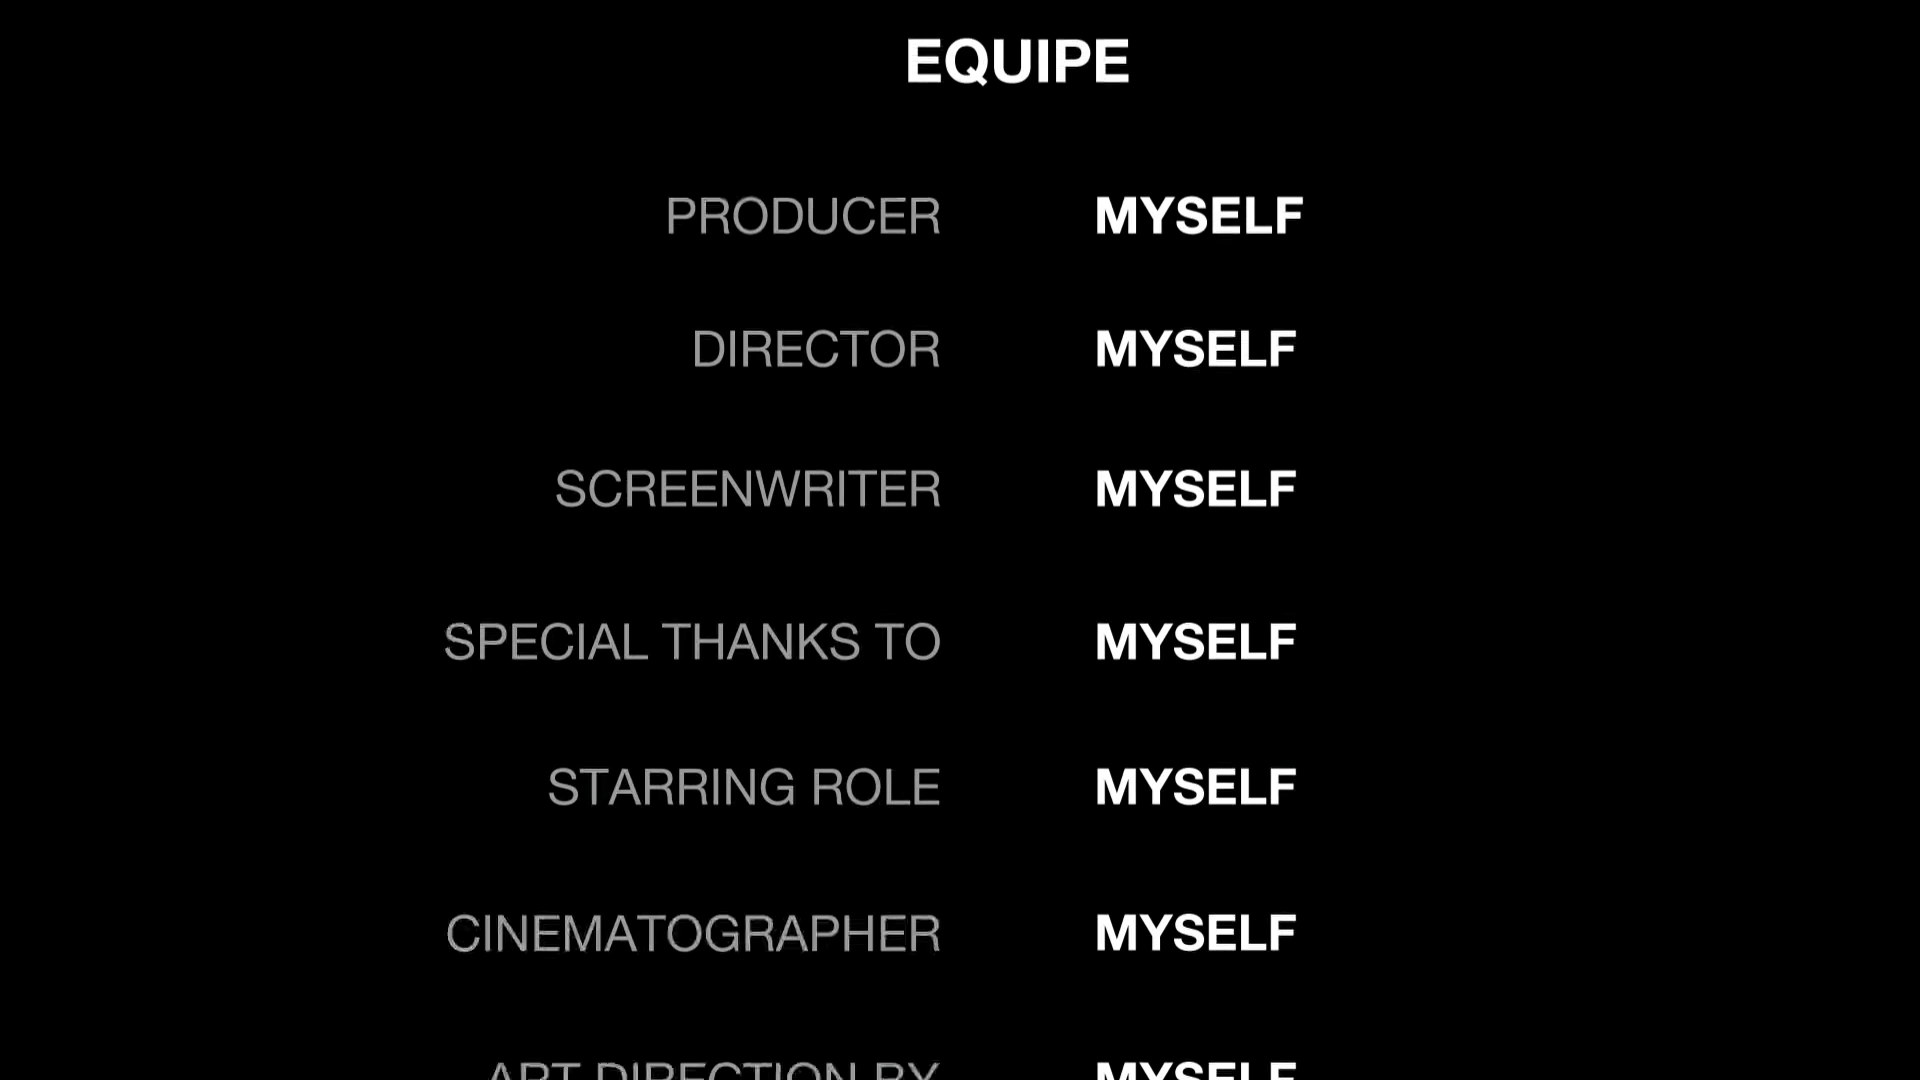 EQUIPE
PRODUCER MYSELF
DIRECTOR MYSELF
SCREENWRITER MYSELF
SPECIAL THANKS TO MYSELF
STARRING ROLE MYSELF
CINEMATOGRAPHER MYSELF
ART DIRECTION BY MYSELF